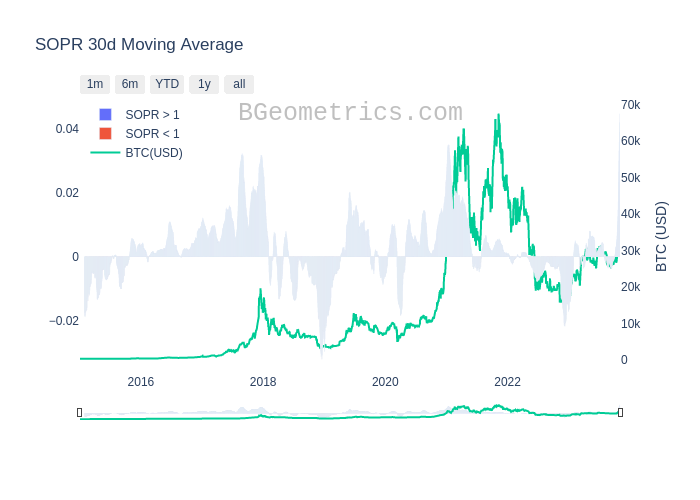 SOPR 30d Moving Average
1m 6m YTD 1y all
BGeometrics.com
SOPR > 1
SOPR < 1
BTC(USD)
0.04
0.02
0
−0.02
70k
60k
50k
40k
30k
20k
10k
0
BTC (USD)
2016 2018 2020 2022